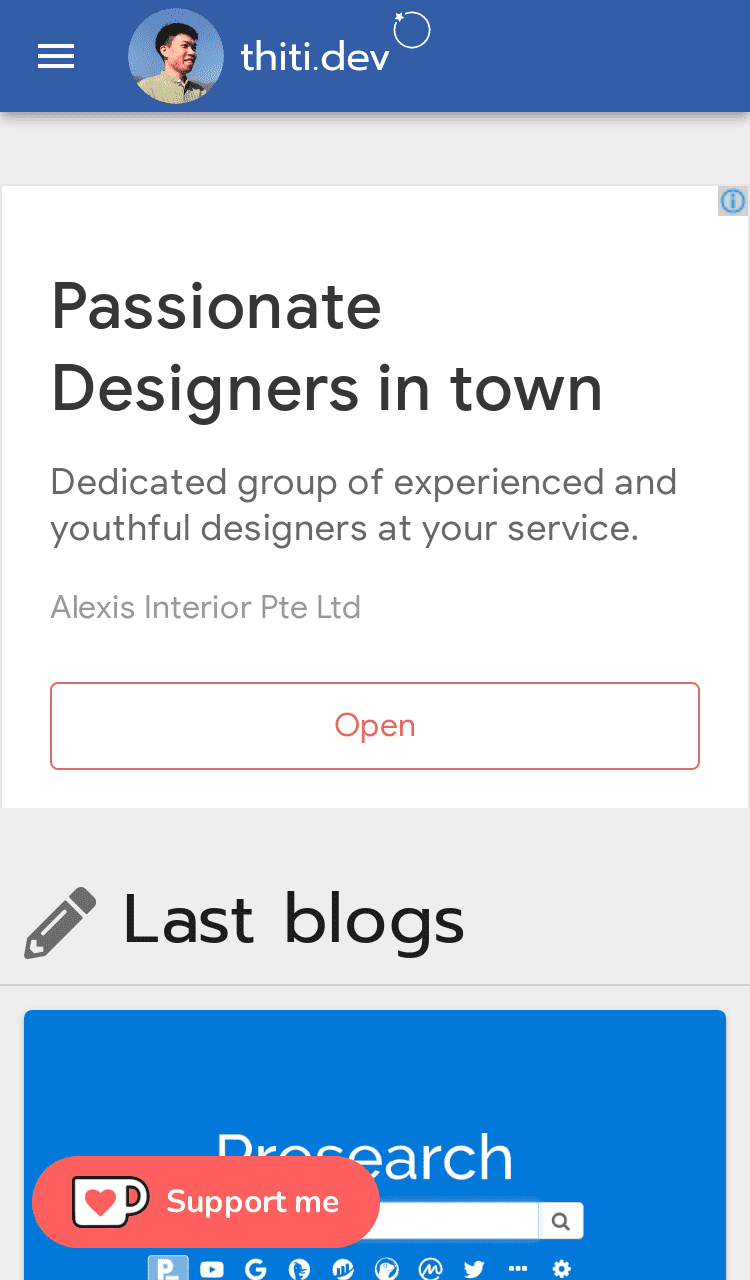 thiti.dev
Passionate
Designers in town
Dedicated group of experienced and
youthful designers at your service.
Alexis Interior Pte Ltd
Open
Last blogs
Presearch
Support me